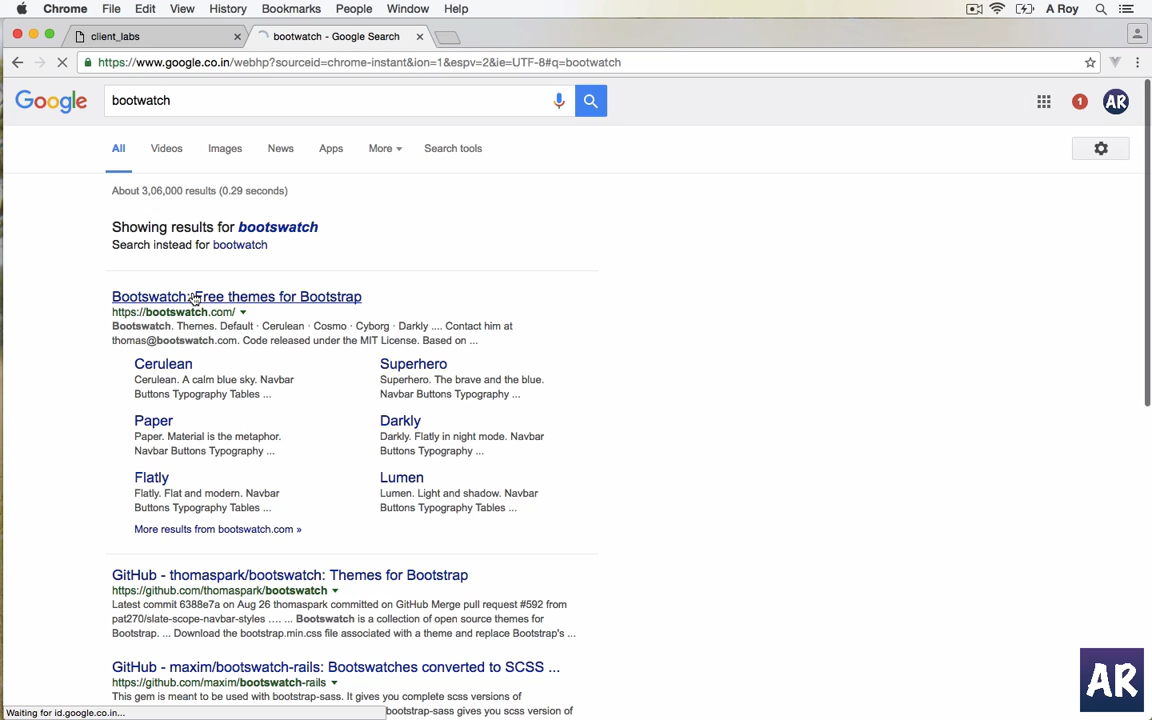 Chrome File Edit View History Bookmarks People Window Help A Roy
client_labs
bootwatch - Google Search
https://www.google.co.in/webhp?sourceid=chrome-instant&ion=1&espv=2&ie=UTF-8#q=bootwatch
Google
bootwatch
1
AR
All Videos Images News Apps More Search tools
About 3,06,000 results (0.29 seconds)
Showing results for bootswatch
Search instead for bootwatch
Bootswatch: Free themes for Bootstrap
https://bootswatch.com/
Bootswatch. Themes. Default · Cerulean · Cosmo · Cyborg · Darkly .... Contact him at
thomas@bootswatch.com. Code released under the MIT License. Based on ...
Cerulean
Cerulean. A calm blue sky. Navbar
Buttons Typography Tables ...
Superhero
Superhero. The brave and the blue.
Navbar Buttons Typography ...
Paper
Paper. Material is the metaphor.
Navbar Buttons Typography ...
Darkly
Darkly. Flatly in night mode. Navbar
Buttons Typography ...
Flatly
Flatly. Flat and modern. Navbar
Buttons Typography Tables ...
Lumen
Lumen. Light and shadow. Navbar
Buttons Typography Tables ...
More results from bootswatch.com »
GitHub - thomaspark/bootswatch: Themes for Bootstrap
https://github.com/thomaspark/bootswatch
Latest commit 6388e7a on Aug 26 thomaspark committed on GitHub Merge pull request #592 from
pat270/slate-scope-navbar-styles .... ... Bootswatch is a collection of open source themes for
Bootstrap. ... Download the bootstrap.min.css file associated with a theme and replace Bootstrap's ...
GitHub - maxim/bootswatch-rails: Bootswatches converted to SCSS ...
https://github.com/maxim/bootswatch-rails
This gem is meant to be used with bootstrap-sass. It gives you complete scss versions of
bootstrap-sass gives you scss version of
Waiting for id.google.co.in...
AR